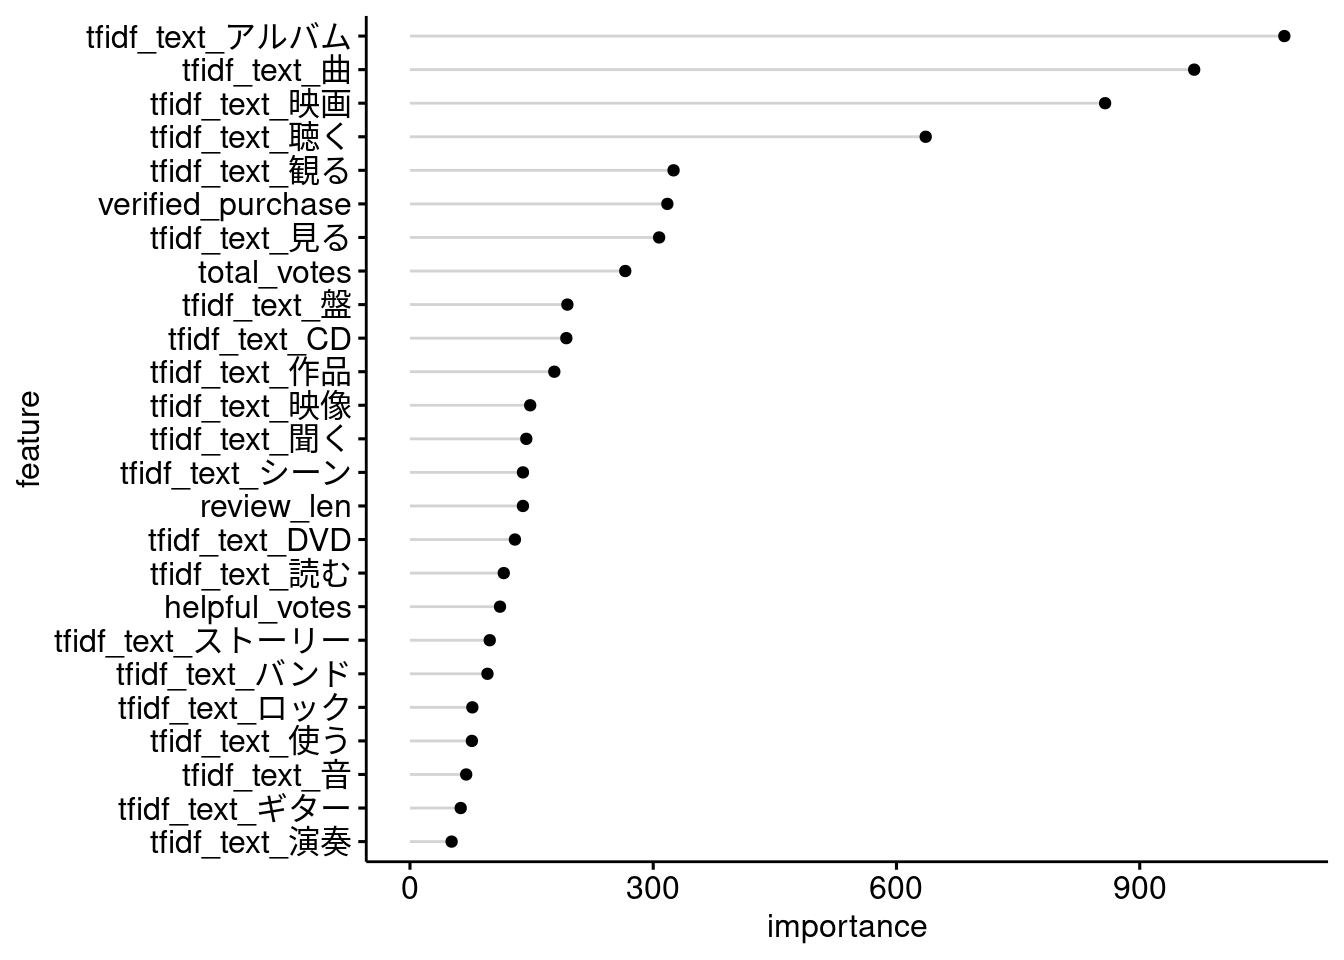 tfidf_text_アルバム
tfidf_text_曲
tfidf_text_映画
tfidf_text_聴く
tfidf_text_観る
verified_purchase
tfidf_text_見る
total_votes
tfidf_text_盤
tfidf_text_CD
tfidf_text_作品
tfidf_text_映像
tfidf_text_聞く
tfidf_text_シーン
review_len
tfidf_text_DVD
tfidf_text_読む
helpful_votes
tfidf_text_ストーリー
tfidf_text_バンド
tfidf_text_ロック
tfidf_text_使う
tfidf_text_音
tfidf_text_ギター
tfidf_text_演奏
feature
0 300 600 900
importance